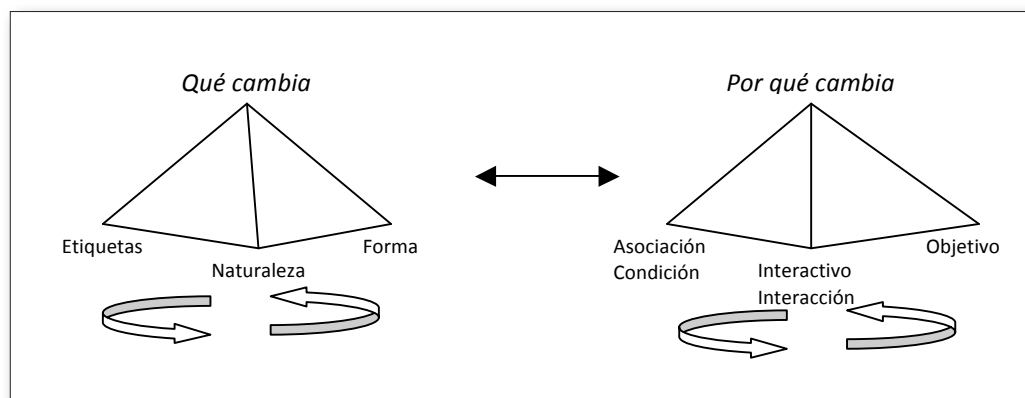 Qué cambia
Por qué cambia
Etiquetas
Forma
Naturaleza
Asociación
Condición
Interactivo
Interacción
Objetivo